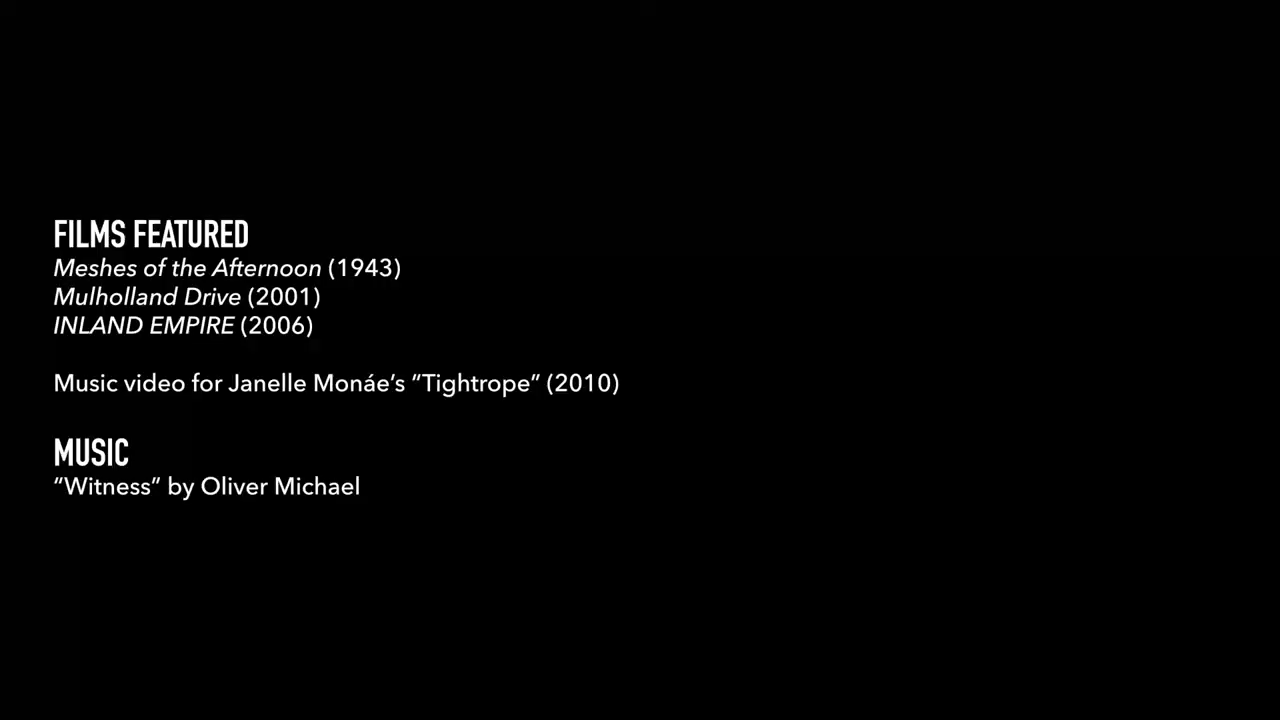 FILMS FEATURED
Meshes of the Afternoon (1943)
Mulholland Drive (2001)
INLAND EMPIRE (2006)
Music video for Janelle Monáe’s “Tightrope” (2010)
MUSIC
“Witness” by Oliver Michael